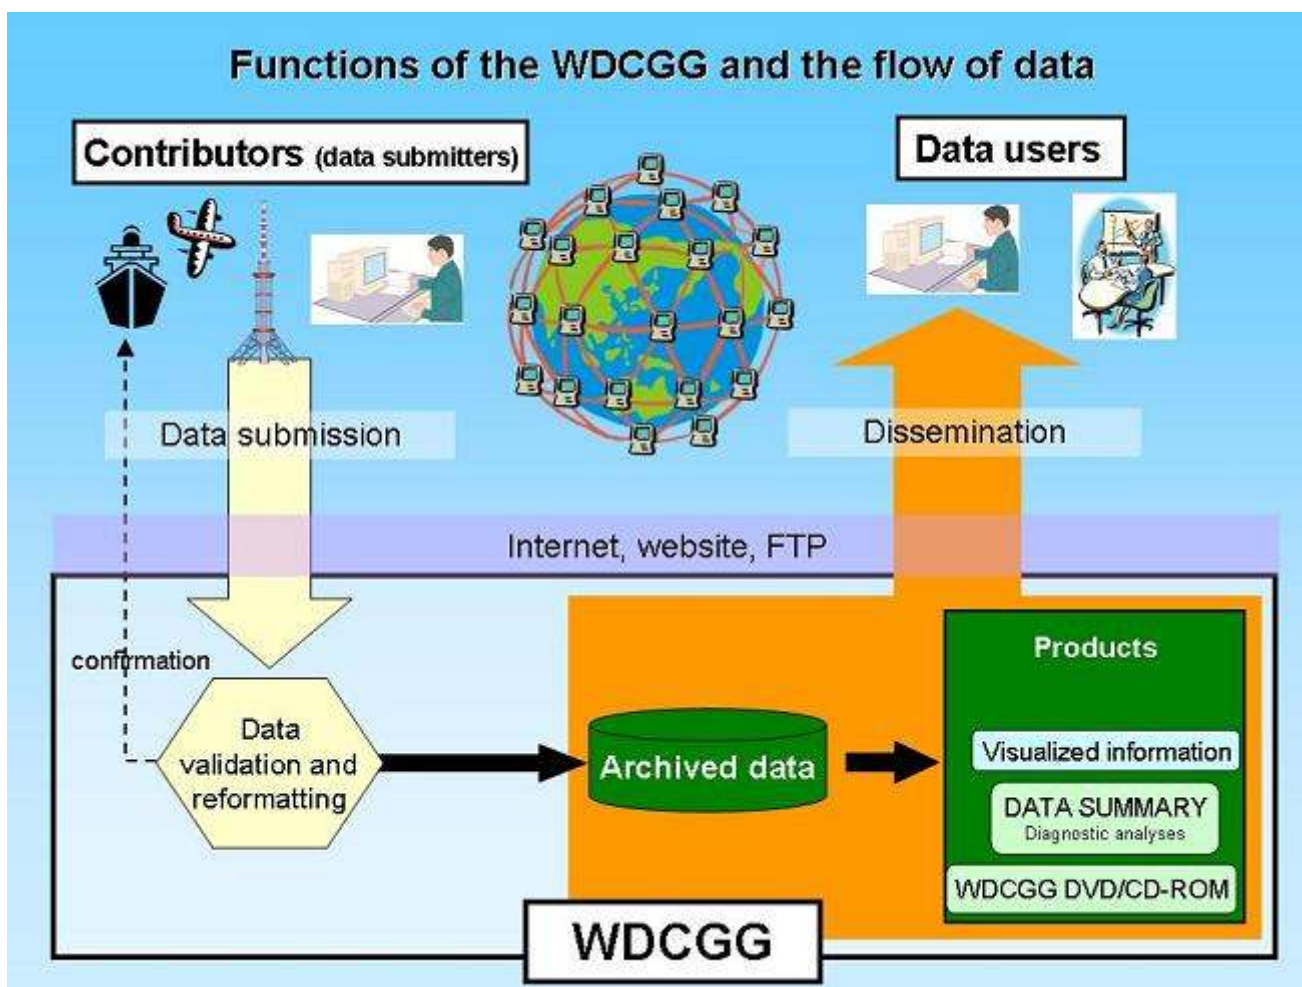 Functions of the WDCGG and the flow of data
Contributors (data submitters)
Data users
Data submission
Dissemination
Internet, website, FTP
confirmation
Data
validation and
reformatting
Archived data
Products
Visualized information
DATA SUMMARY
Diagnostic analyses
WDCGG DVD/CD-ROM
WDCGG